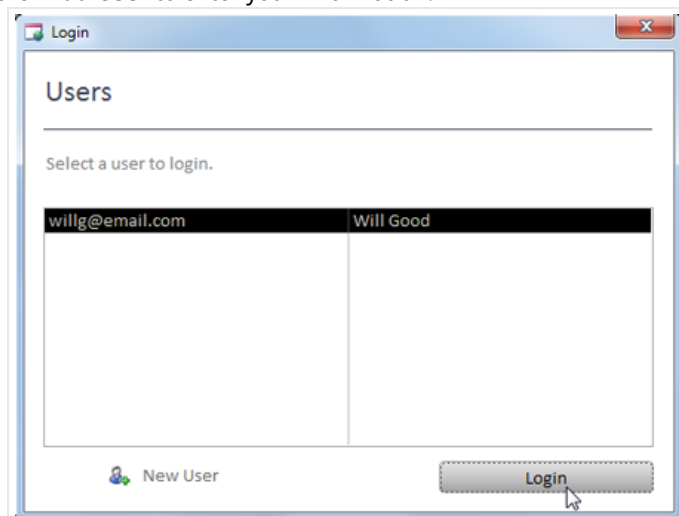 Login
Users
Select a user to login.
willg@email.com Will Good
New User Login